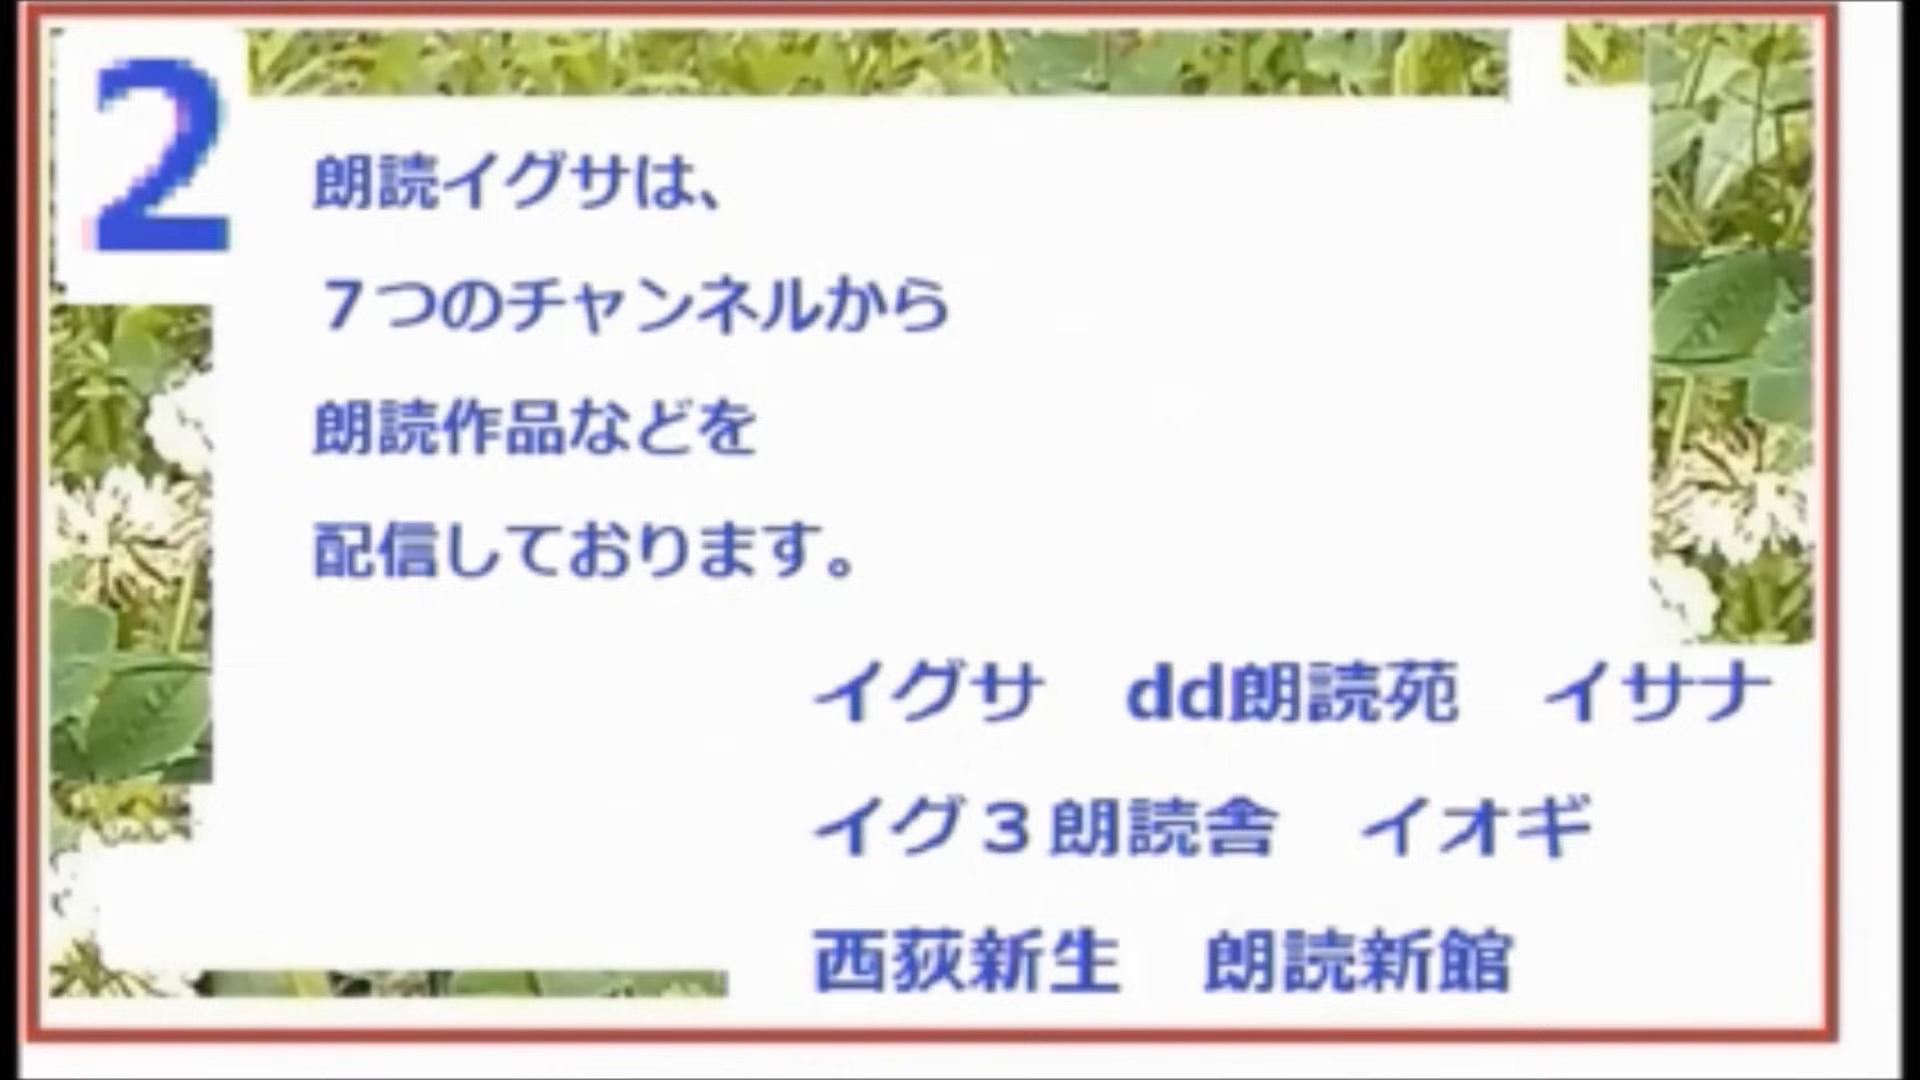 2
朗読イグサは、
７つのチャンネルから
朗読作品などを
配信しております。
イグサ　dd朗読苑　イサナ
イグ３朗読舎　イオギ
西荻新生　朗読新館